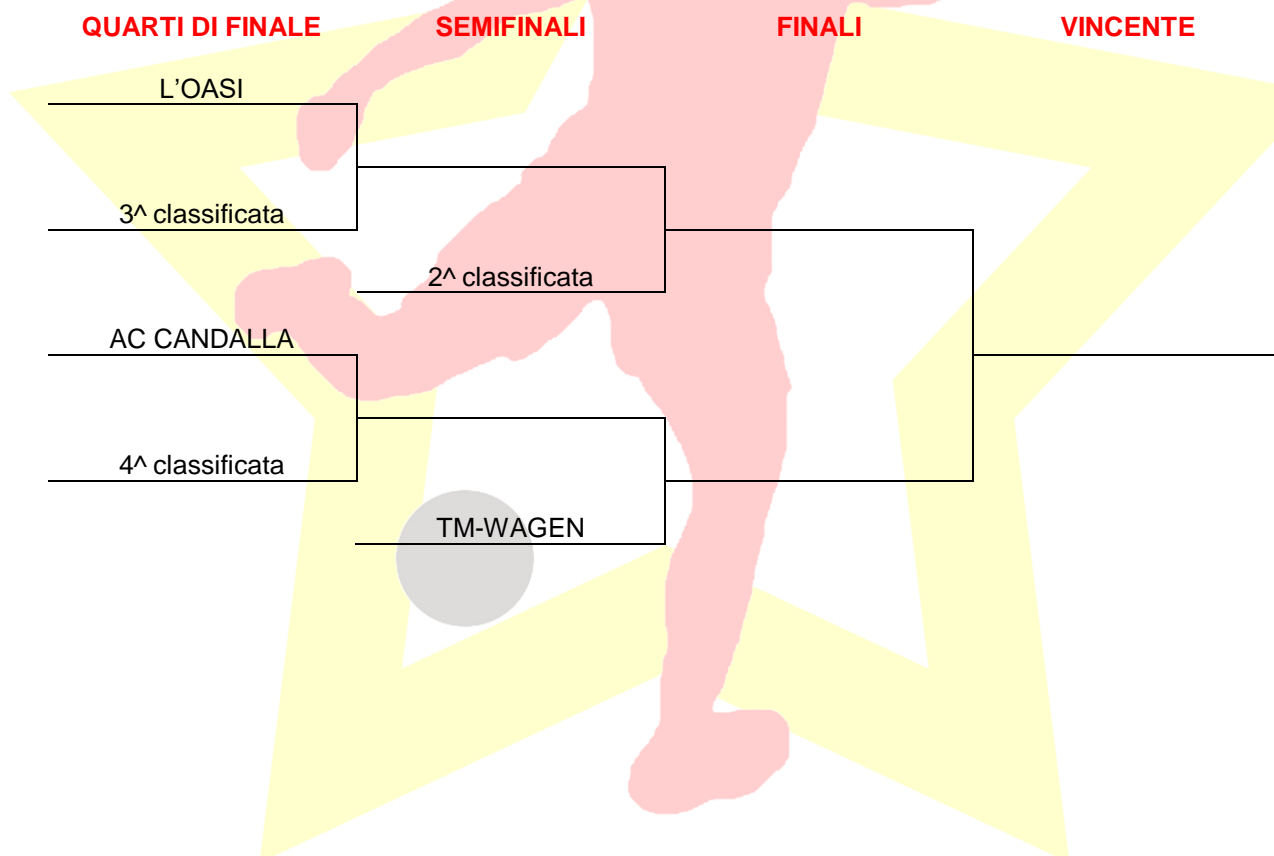 QUARTI DI FINALE SEMIFINALI FINALI VINCENTE
L'OASI
3^ classificata
2^ classificata
AC CANDALLA
4^ classificata
TM-WAGEN